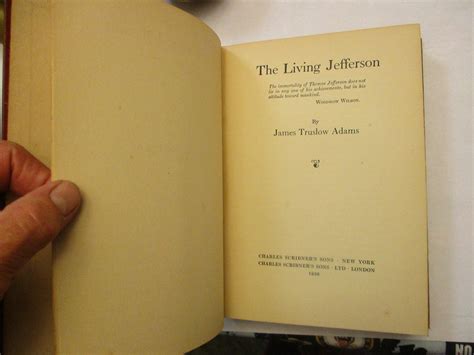 The Living Jefferson
The immortality of Thomas Jefferson does not
lie in any one of his achievements, but in his
attitude toward mankind.
Woodrow Wilson.
By
James Truslow Adams
CHARLES SCRIBNER'S SONS · NEW YORK
CHARLES SCRIBNER'S SONS · LTD · LONDON
ON